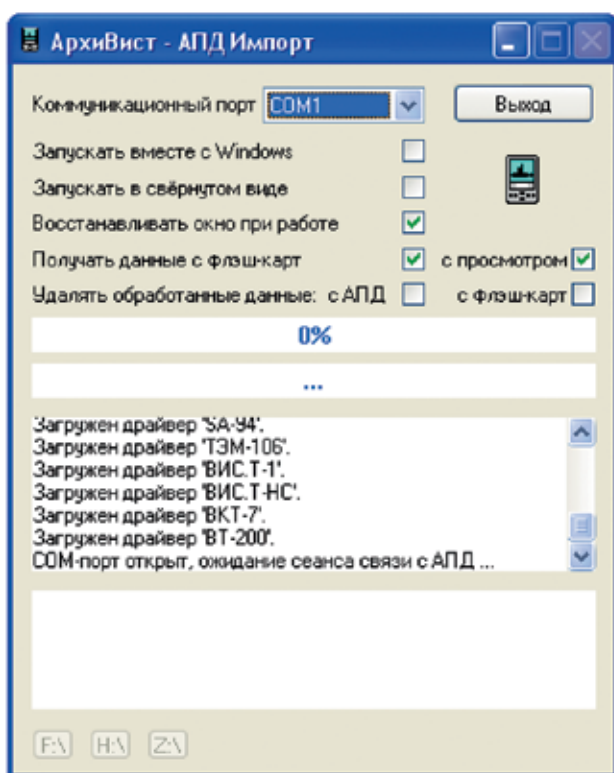 АрхиВист - АПД Импорт
Коммуникационный порт COM1 Выход
Запускать вместе с Windows
Запускать в свёрнутом виде
Восстанавливать окно при работе
Получать данные с флэш-карт с просмотром
Удалять обработанные данные: с АПД с флэш-карт
0%
...
Загружен драйвер 'SA-94'.
Загружен драйвер 'ТЭМ-106'.
Загружен драйвер 'ВИС.Т-1'.
Загружен драйвер 'ВИС.Т-НС'.
Загружен драйвер 'ВКТ-7'.
Загружен драйвер 'ВТ-200'.
COM-порт открыт, ожидание сеанса связи с АПД ...
F:\ H:\ Z:\